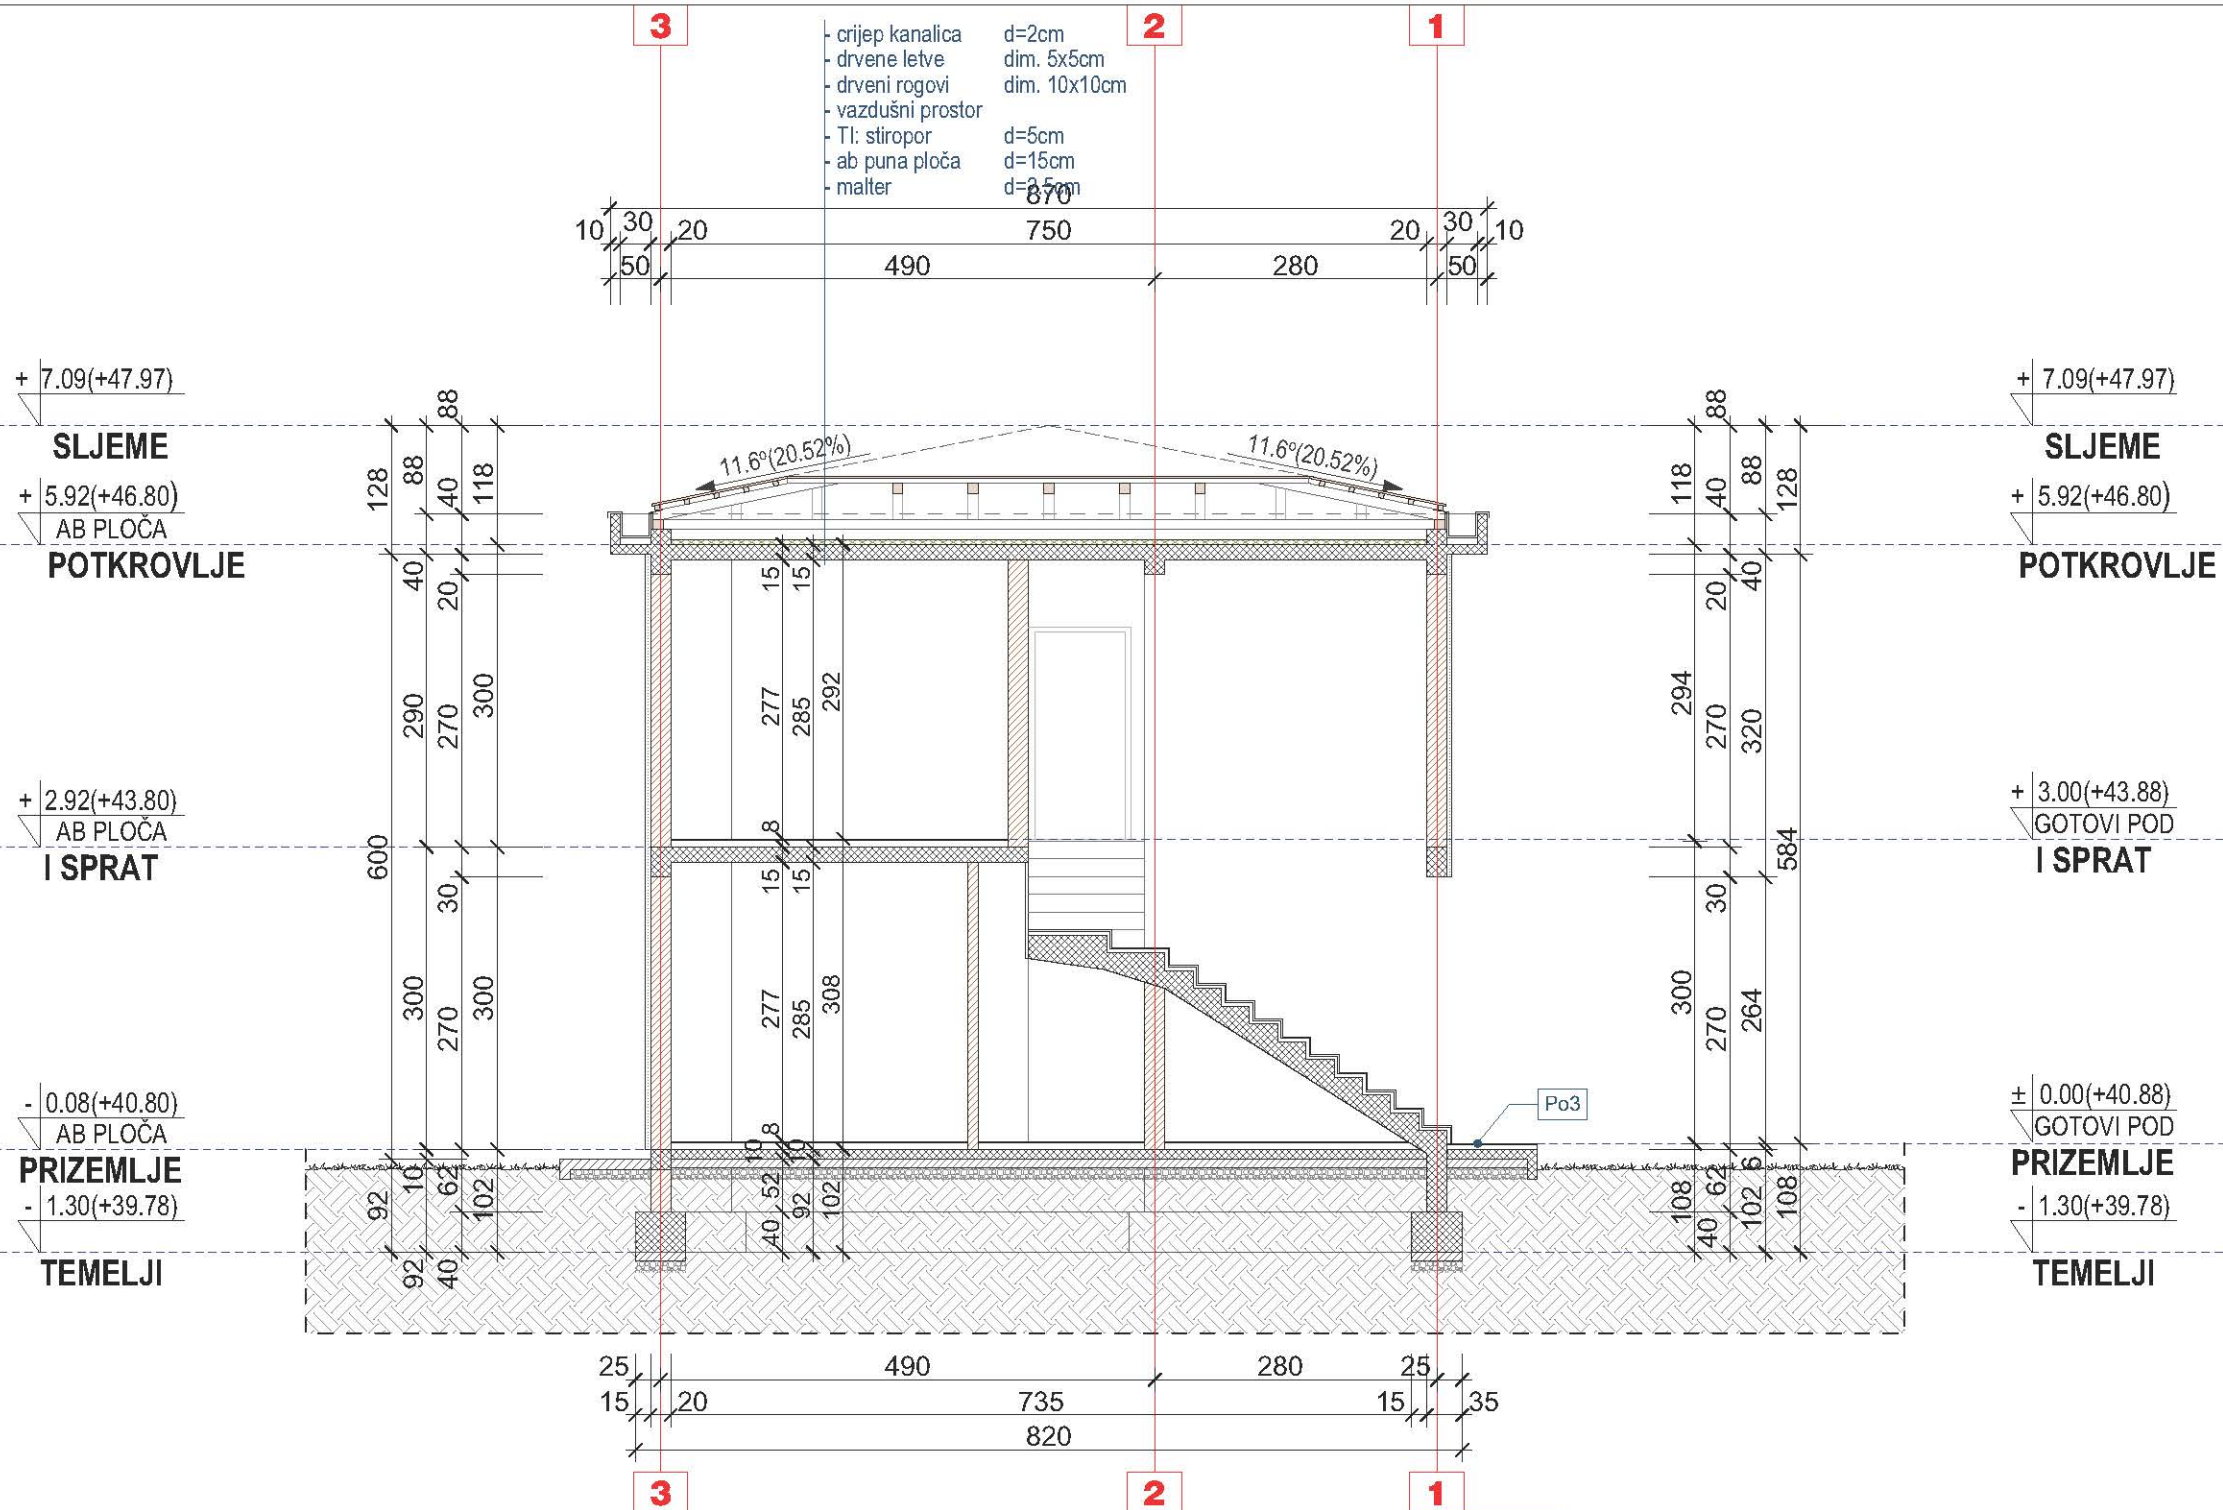 3
2
1
- crijep kanalica d=2cm
- drvene letve dim. 5x5cm
- drveni rogovi dim. 10x10cm
- vazdušni prostor
- TI: stiropor d=5cm
- ab puna ploča d=15cm
- malter
870
10 30 20 750 20 30 10
50 490 280 50
+ 7.09(+47.97)
SLJEME
+ 5.92(+46.80)
AB PLOČA
POTKROVLJE
+ 2.92(+43.80)
AB PLOČA
I SPRAT
- 0.08(+40.80)
AB PLOČA
PRIZEMLJE
- 1.30(+39.78)
TEMELJI
128
600
92
88
40
290
300
10
92
88
40
20
270
30
270
62
40
118
300
300
102
11.6º(20.52%)
11.6º(20.52%)
15
277
8
15
277
8
10
52
40
15
285
15
285
10
92
292
308
102
Po3
118
294
300
108
88
40
20
270
30
270
62
40
88
40
320
264
6
102
128
584
108
+ 7.09(+47.97)
SLJEME
+ 5.92(+46.80)
POTKROVLJE
+ 3.00(+43.88)
GOTOVI POD
I SPRAT
± 0.00(+40.88)
GOTOVI POD
PRIZEMLJE
- 1.30(+39.78)
TEMELJI
25 490 280 25
15 20 735 15 35
820
3
2
1